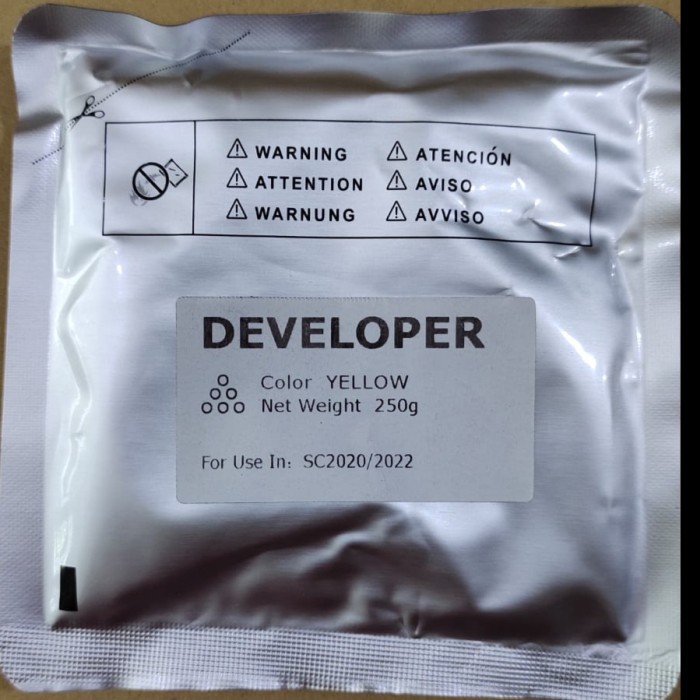 ⚠ WARNING ⚠ ATENCIÓN
⚠ ATTENTION ⚠ AVISO
⚠ WARNUNG ⚠ AVVISO
DEVELOPER
Color YELLOW
Net Weight 250g
For Use In: SC2020/2022